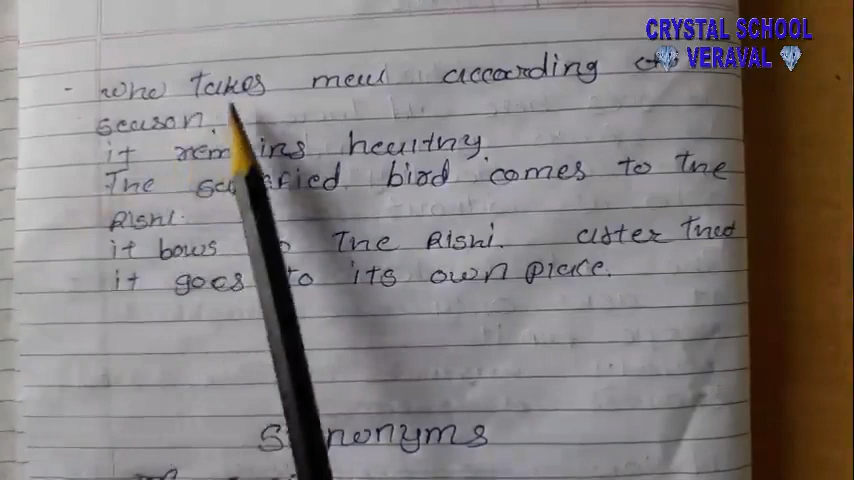 CRYSTAL SCHOOL
VERAVAL
- who takes meal according
season.
it remains healthy.
The satisfied bird comes to the
Rishi.
it bows to The Rishi. after that
it goes to its own place.
Synonyms